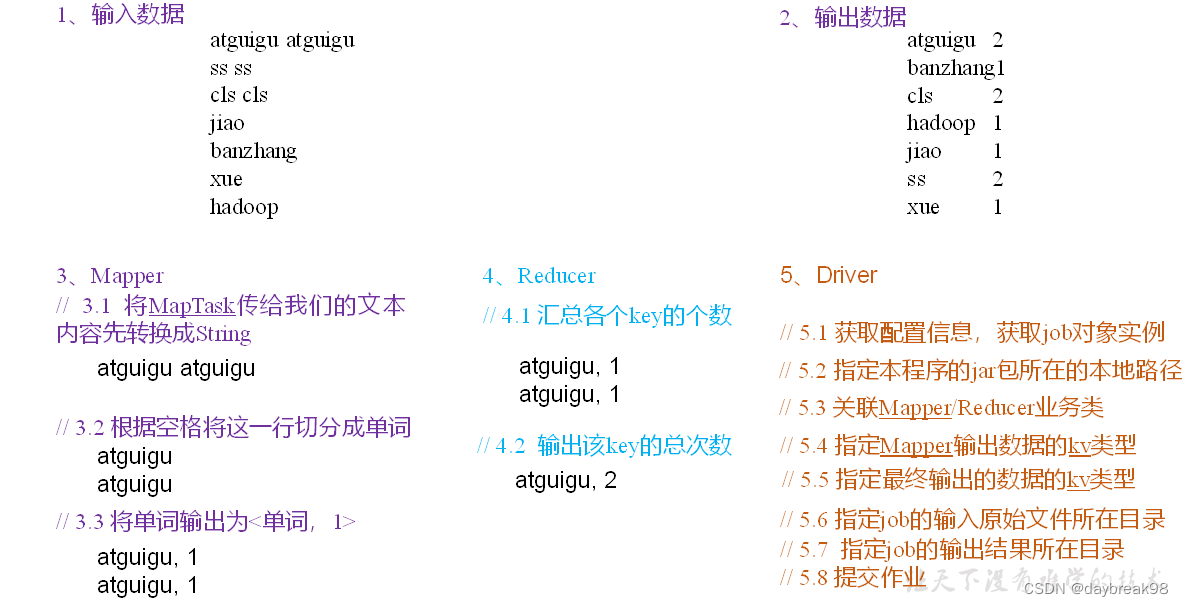 1、输入数据
atguigu atguigu
ss ss
cls cls
jiao
banzhang
xue
hadoop
2、输出数据
atguigu 2
banzhang1
cls 2
hadoop 1
jiao 1
ss 2
xue 1
3、Mapper
// 3.1 将MapTask传给我们的文本
内容先转换成String
atguigu atguigu
// 3.2 根据空格将这一行切分成单词
atguigu
atguigu
// 3.3 将单词输出为<单词，1>
atguigu, 1
atguigu, 1
4、Reducer
// 4.1 汇总各个key的个数
atguigu, 1
atguigu, 1
// 4.2 输出该key的总次数
atguigu, 2
5、Driver
// 5.1 获取配置信息，获取job对象实例
// 5.2 指定本程序的jar包所在的本地路径
// 5.3 关联Mapper/Reducer业务类
// 5.4 指定Mapper输出数据的kv类型
// 5.5 指定最终输出的数据的kv类型
// 5.6 指定job的输入原始文件所在目录
// 5.7 指定job的输出结果所在目录
// 5.8 提交作业
让天下没有难学的技术
CSDN @daybreak98